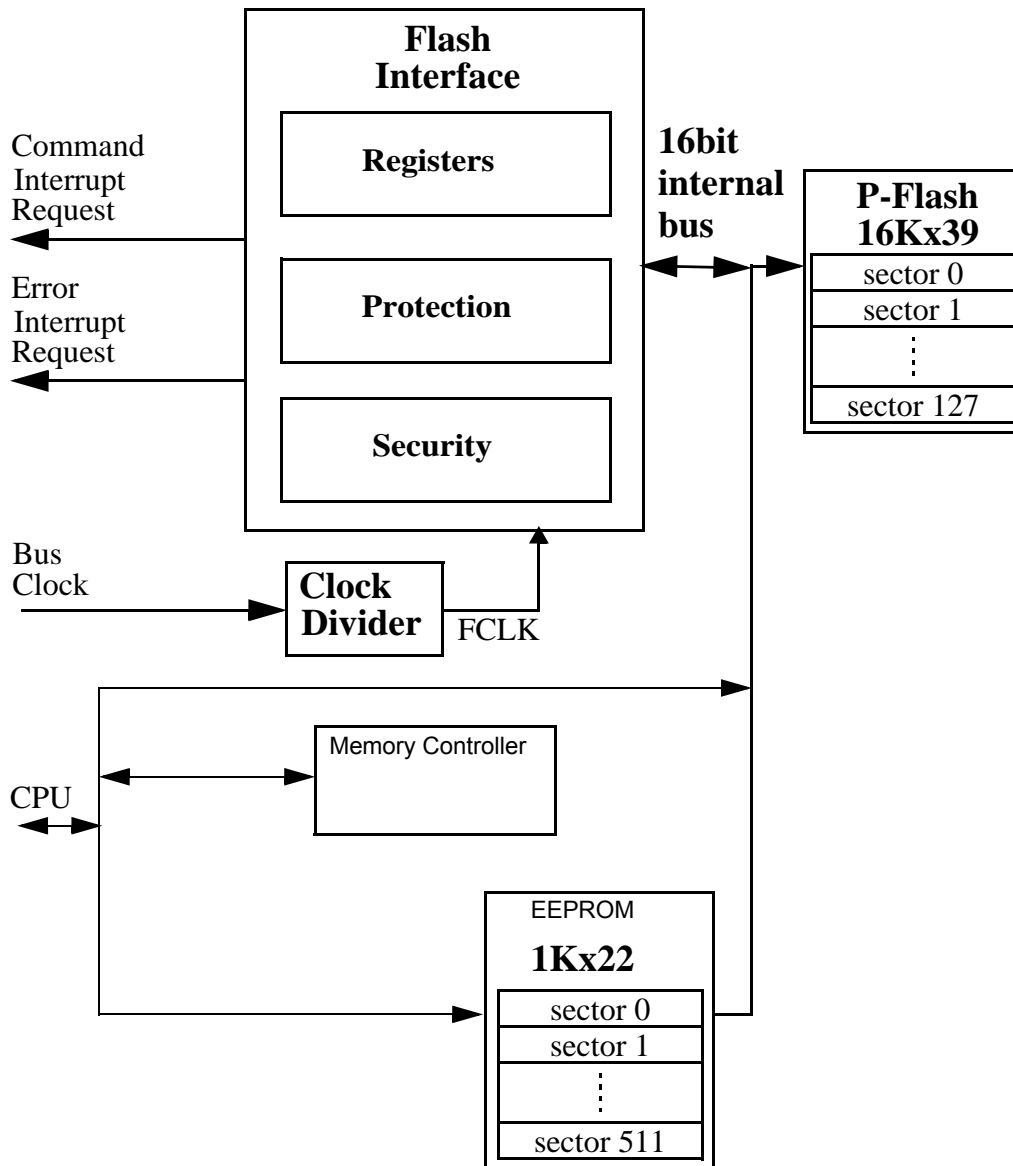 Flash
Interface
Registers
Protection
Security
Command
Interrupt
Request
Error
Interrupt
Request
16bit
internal
bus
P-Flash
16Kx39
sector 0
sector 1
sector 127
Bus
Clock
Clock
Divider
FCLK
Memory Controller
CPU
EEPROM
1Kx22
sector 0
sector 1
sector 511